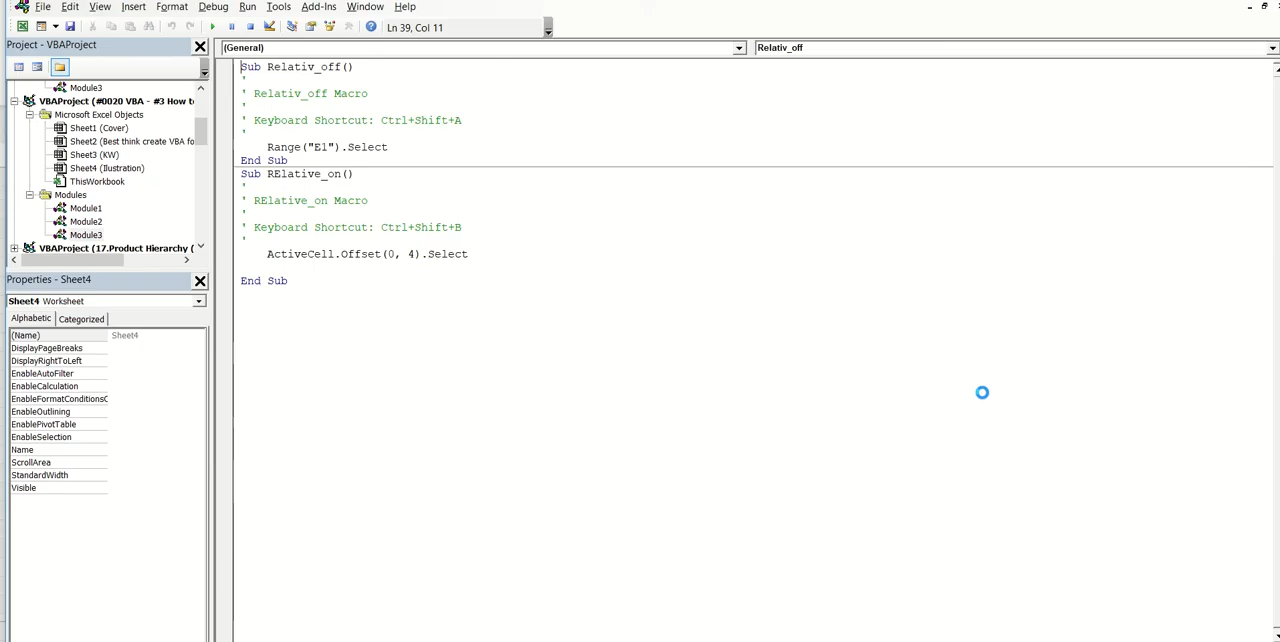 File Edit View Insert Format Debug Run Tools Add-Ins Window Help
Ln 39, Col 11
Project - VBAProject
(General)
Relativ_off
Module3
VBAProject (#0020 VBA - #3 How t
Microsoft Excel Objects
Sheet1 (Cover)
Sheet2 (Best think create VBA fo
Sheet3 (KW)
Sheet4 (Ilustration)
ThisWorkbook
Modules
Module1
Module2
Module3
VBAProject (17.Product Hierarchy (
Properties - Sheet4
Sheet4 Worksheet
Alphabetic Categorized
(Name) Sheet4
DisplayPageBreaks
DisplayRightToLeft
EnableAutoFilter
EnableCalculation
EnableFormatConditionsC
EnableOutlining
EnablePivotTable
EnableSelection
Name
ScrollArea
StandardWidth
Visible
Sub Relativ_off()
'
' Relativ_off Macro
'
' Keyboard Shortcut: Ctrl+Shift+A
'
Range("E1").Select
End Sub
Sub RElative_on()
'
' RElative_on Macro
'
' Keyboard Shortcut: Ctrl+Shift+B
'
ActiveCell.Offset(0, 4).Select
End Sub